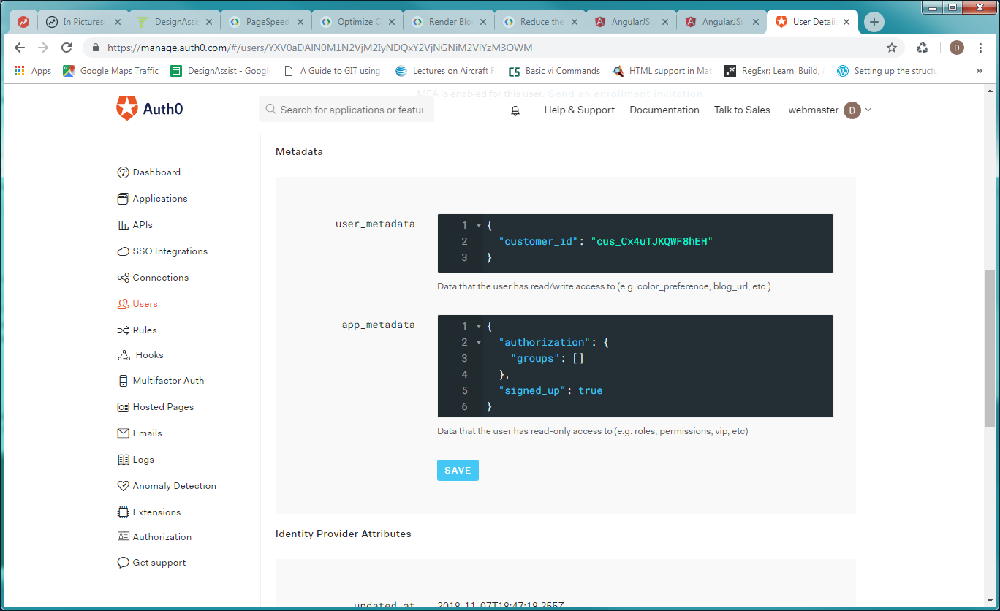 In Pictures:
DesignAssis
PageSpeed
Optimize C
Render Blo
Reduce the
AngularJS:
AngularJS:
User Detail
https://manage.auth0.com/#/users/YXV0aDAlN0M1N2VjM2IyNDQxY2VjNGNiM2VlYzM3OWM
D
Apps
Google Maps Traffic
DesignAssist - Googl
A Guide to GIT using
Lectures on Aircraft F
CS Basic vi Commands
HTML support in Mat
RegExr: Learn, Build, &
Setting up the structu
»
MFA is enabled for this user. Send an enrollment invitation
Auth0
Search for applications or featur
Help & Support
Documentation
Talk to Sales
webmaster
D
Dashboard
Applications
APIs
SSO Integrations
Connections
Users
Rules
Hooks
Multifactor Auth
Hosted Pages
Emails
Logs
Anomaly Detection
Extensions
Authorization
Get support
Metadata
user_metadata
1 {
2 "customer_id": "cus_Cx4uTJKQWF8hEH"
3 }
Data that the user has read/write access to (e.g. color_preference, blog_url, etc.)
app_metadata
1 {
2 "authorization": {
3 "groups": []
4 },
5 "signed_up": true
6 }
Data that the user has read-only access to (e.g. roles, permissions, vip, etc)
SAVE
Identity Provider Attributes
updated_at
2018-11-07T18:47:18.255Z